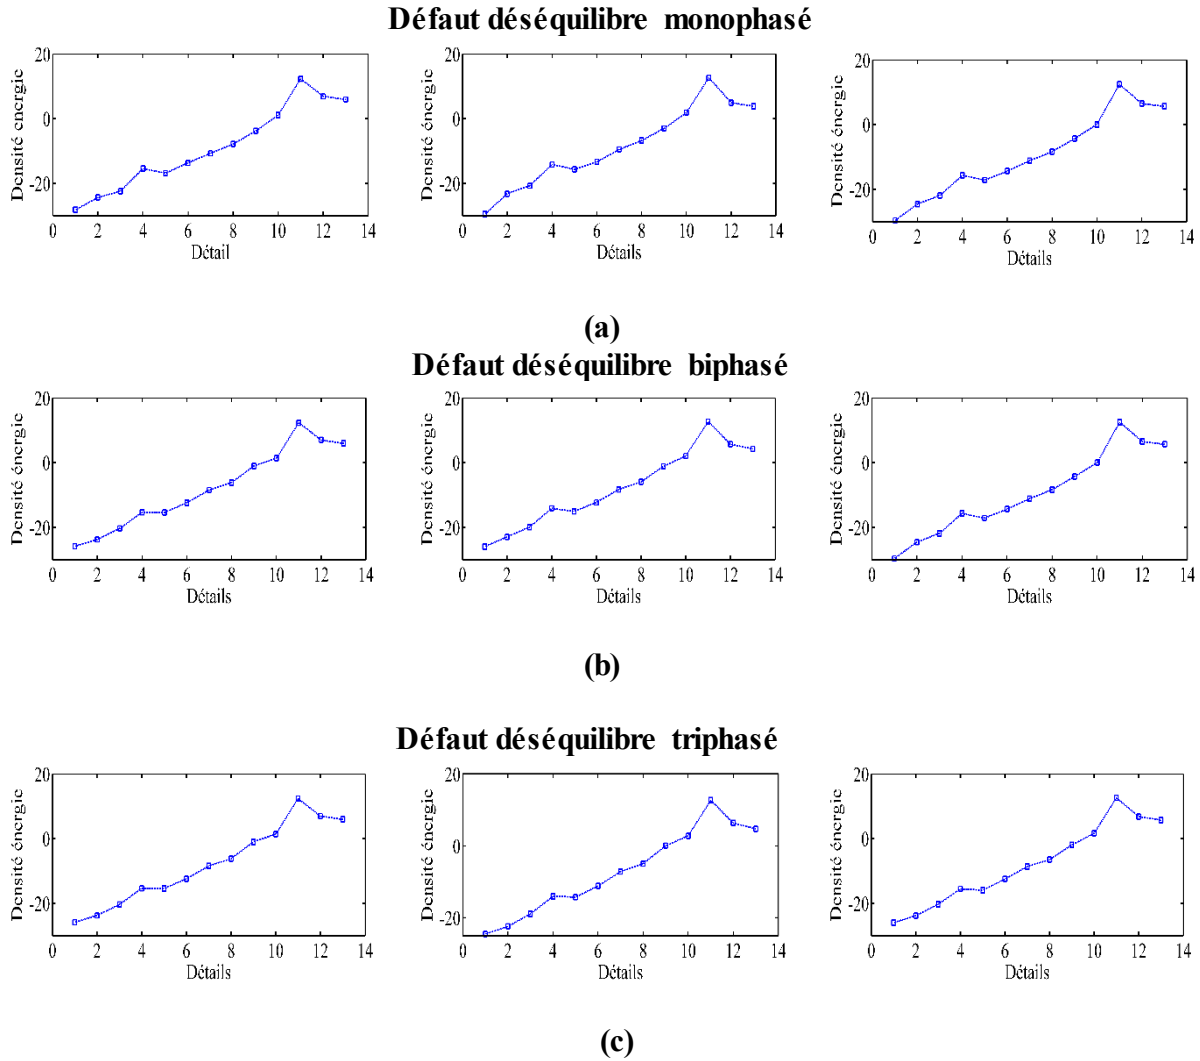 Défaut déséquilibre monophasé
20
0
-20
Densité énergie
0 2 4 6 8 10 12 14
Détail
20
0
-20
Densité énergie
0 2 4 6 8 10 12 14
Détails
20
0
-20
Densité énergie
0 2 4 6 8 10 12 14
Détails
(a)
Défaut déséquilibre biphasé
20
0
-20
Densité énergie
0 2 4 6 8 10 12 14
Détails
20
0
-20
Densité énergie
0 2 4 6 8 10 12 14
Détails
20
0
-20
Densité énergie
0 2 4 6 8 10 12 14
Détails
(b)
Défaut déséquilibre triphasé
20
0
-20
Densité énergie
0 2 4 6 8 10 12 14
Détails
20
0
-20
Densité énergie
0 2 4 6 8 10 12 14
Détails
20
0
-20
Densité énergie
0 2 4 6 8 10 12 14
Détails
(c)